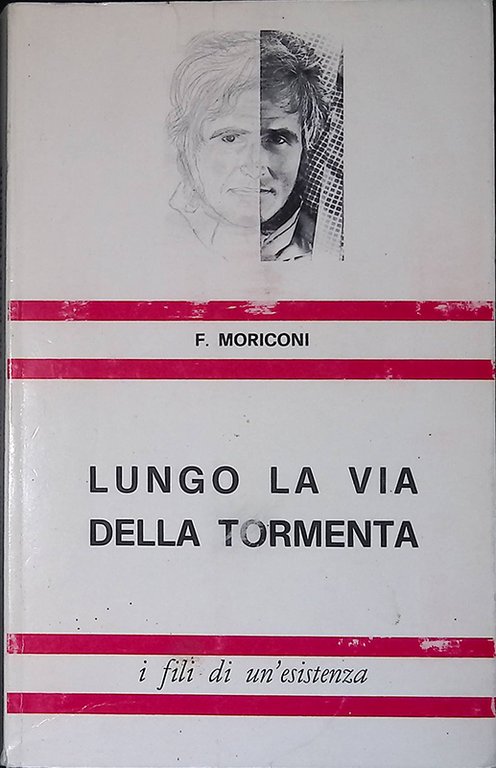 F. MORICONI
LUNGO LA VIA
DELLA TORMENTA
i fili di un'esistenza